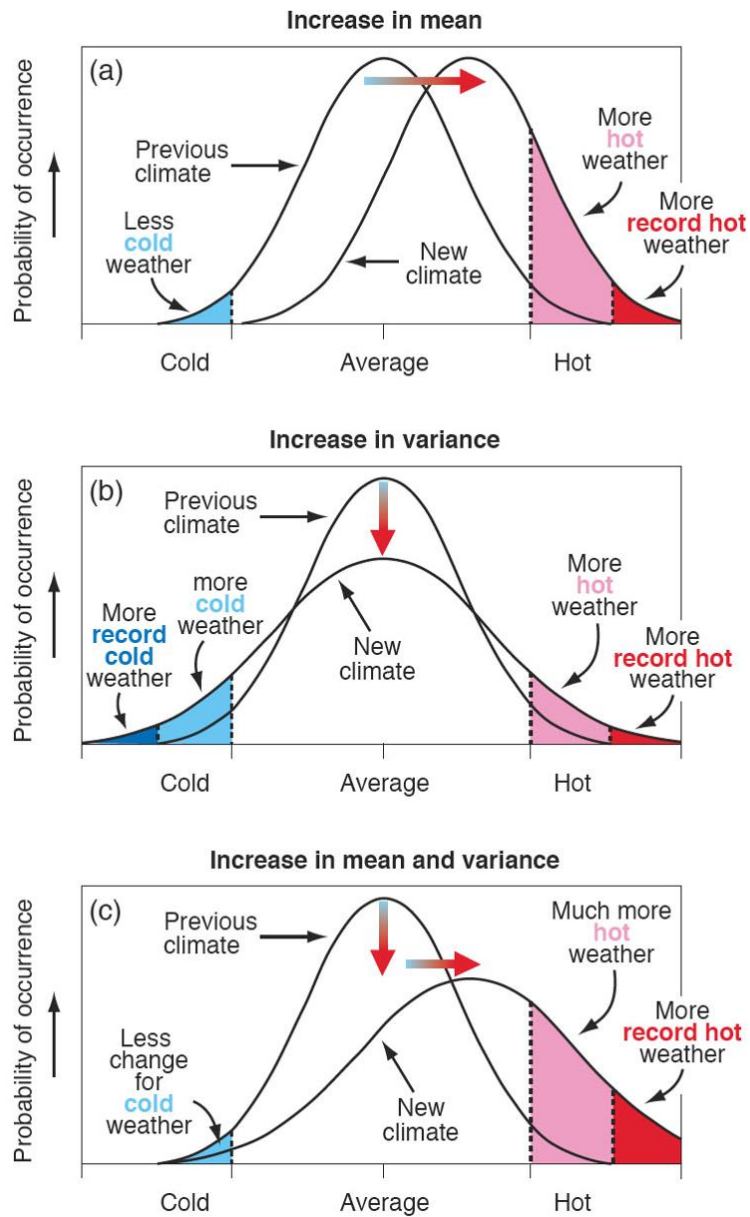 Increase in mean
(a)
Previous
climate
Less
cold
weather
New
climate
More
hot
weather
More
record hot
weather
Probability of occurrence
Cold
Average
Hot
Increase in variance
(b)
Previous
climate
more
cold
weather
More
record
cold
weather
New
climate
More
hot
weather
More
record hot
weather
Probability of occurrence
Cold
Average
Hot
Increase in mean and variance
(c)
Previous
climate
Less
change
for
cold
weather
New
climate
Much more
hot
weather
More
record hot
weather
Probability of occurrence
Cold
Average
Hot